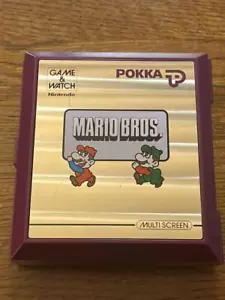 GAME & WATCH
Nintendo
POKKA
MARIO BROS.
MULTI SCREEN